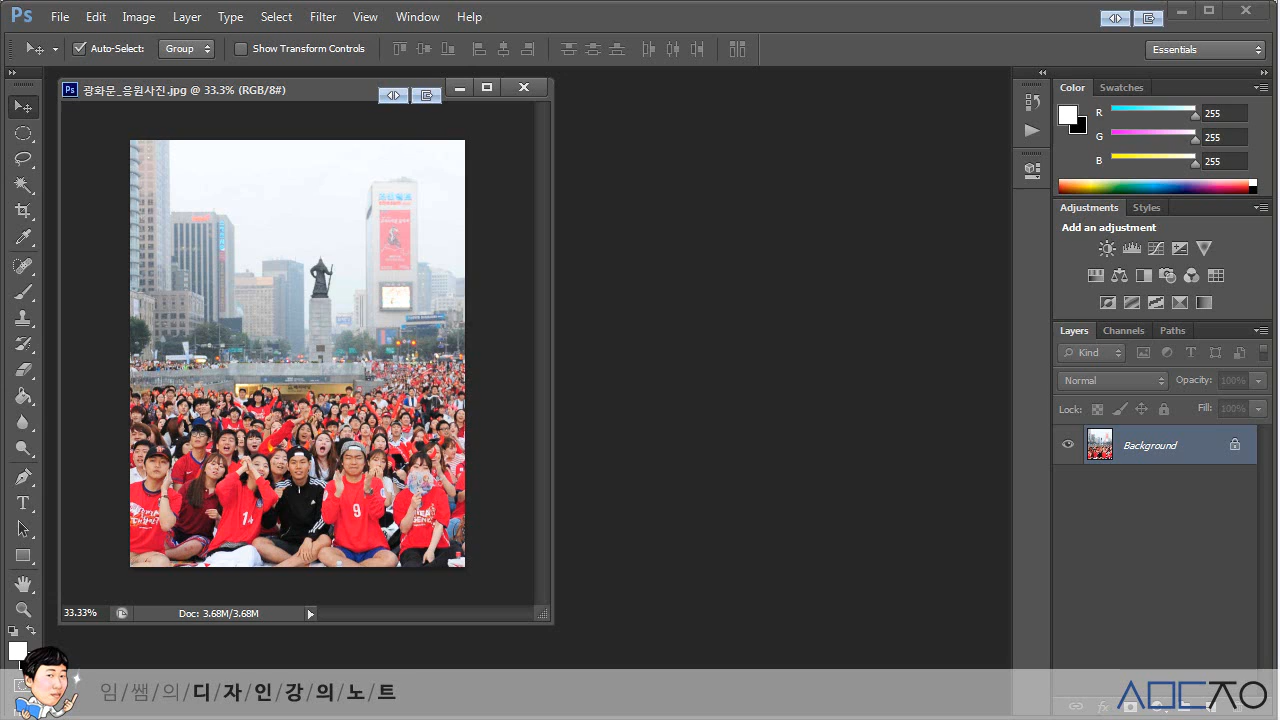 Ps File Edit Image Layer Type Select Filter View Window Help
Auto-Select: Group Show Transform Controls Essentials
Ps 광화문_응원사진.jpg @ 33.3% (RGB/8#)
Color Swatches
R 255
G 255
B 255
Adjustments Styles
Add an adjustment
Layers Channels Paths
Kind
Normal Opacity: 100%
Lock: Fill: 100%
Background
1
9
33.33% Doc: 3.68M/3.68M
임/쌤/의/디/자/인/강/의/노/트